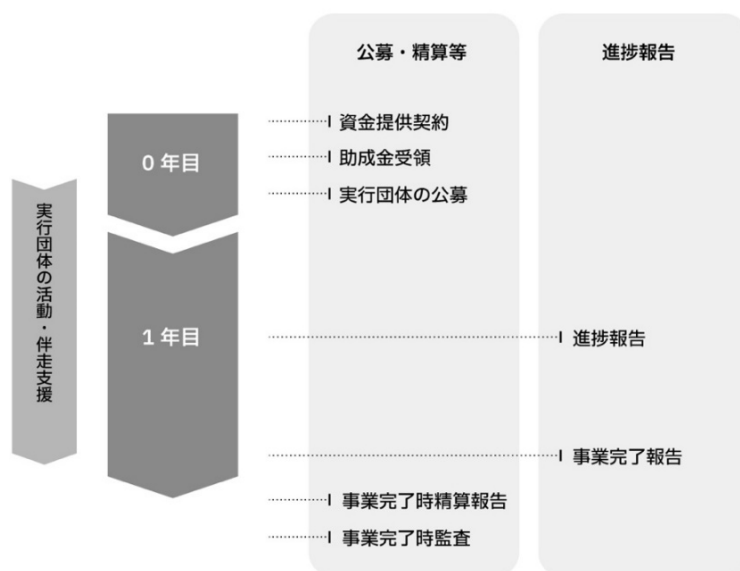 公募・精算等
進捗報告
資金提供契約
0 年目
助成金受領
実行団体の公募
実行団体の活動・伴走支援
1 年目
進捗報告
事業完了報告
事業完了時精算報告
事業完了時監査